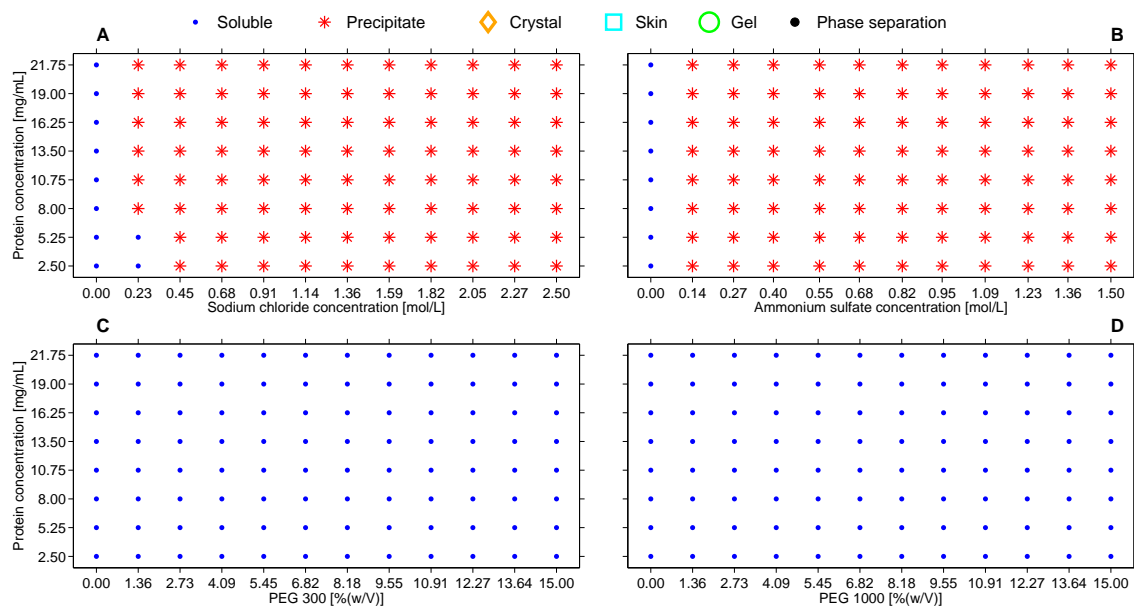 Soluble Precipitate Crystal Skin Gel Phase separation
A B
Protein concentration [mg/mL]
21.75
19.00
16.25
13.50
10.75
8.00
5.25
2.50
0.00 0.23 0.45 0.68 0.91 1.14 1.36 1.59 1.82 2.05 2.27 2.50
Sodium chloride concentration [mol/L]
0.00 0.14 0.27 0.40 0.55 0.68 0.82 0.95 1.09 1.23 1.36 1.50
Ammonium sulfate concentration [mol/L]
C D
Protein concentration [mg/mL]
21.75
19.00
16.25
13.50
10.75
8.00
5.25
2.50
0.00 1.36 2.73 4.09 5.45 6.82 8.18 9.55 10.91 12.27 13.64 15.00
PEG 300 [%(w/V)]
0.00 1.36 2.73 4.09 5.45 6.82 8.18 9.55 10.91 12.27 13.64 15.00
PEG 1000 [%(w/V)]